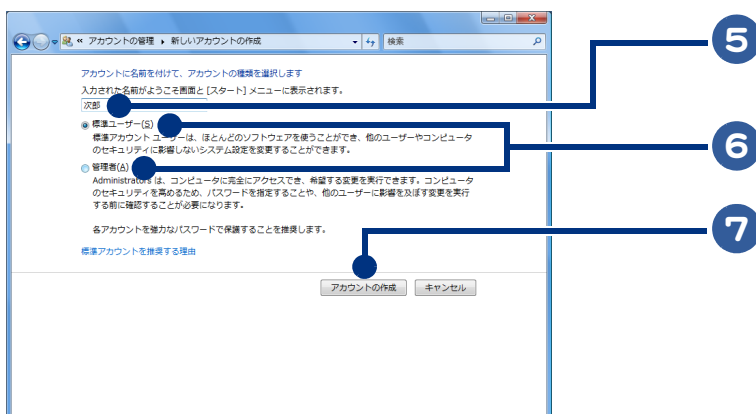 アカウントの管理 ▸ 新しいアカウントの作成
検索
アカウントに名前を付けて、アカウントの種類を選択します
入力された名前がようこそ画面と [スタート] メニューに表示されます。
次郎
標準ユーザー(S)
標準アカウント ユーザーは、ほとんどのソフトウェアを使うことができ、他のユーザーやコンピュータ
のセキュリティに影響しないシステム設定を変更することができます。
管理者(A)
Administrators は、コンピュータに完全にアクセスでき、希望する変更を実行できます。コンピュータ
のセキュリティを高めるため、パスワードを指定することや、他のユーザーに影響を及ぼす変更を実行
する前に確認することが必要になります。
各アカウントを強力なパスワードで保護することを推奨します。
標準アカウントを推奨する理由
アカウントの作成
キャンセル
5
6
7